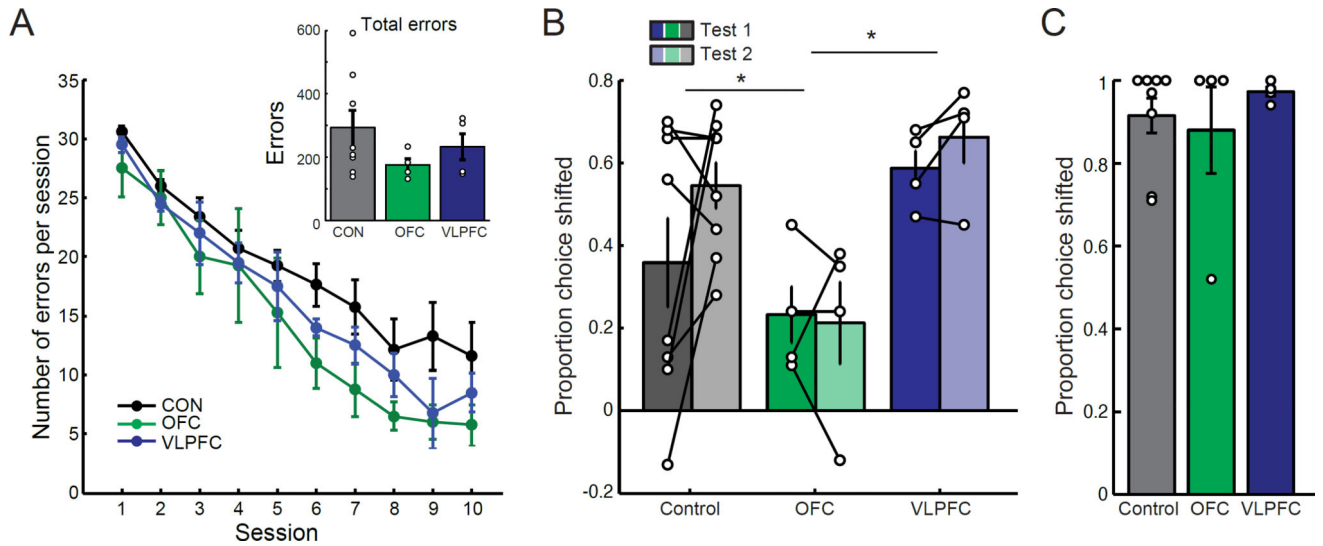 A
Number of errors per session
35
30
25
20
15
10
5
0
1 2 3 4 5 6 7 8 9 10
Session
CON
OFC
VLPFC
Total errors
Errors
600
400
200
0
CON OFC VLPFC
B
Test 1
Test 2
*
*
Proportion choice shifted
0.8
0.6
0.4
0.2
0
-0.2
Control OFC VLPFC
C
Proportion choice shifted
1
0.8
0.6
0.4
0.2
0
Control OFC VLPFC